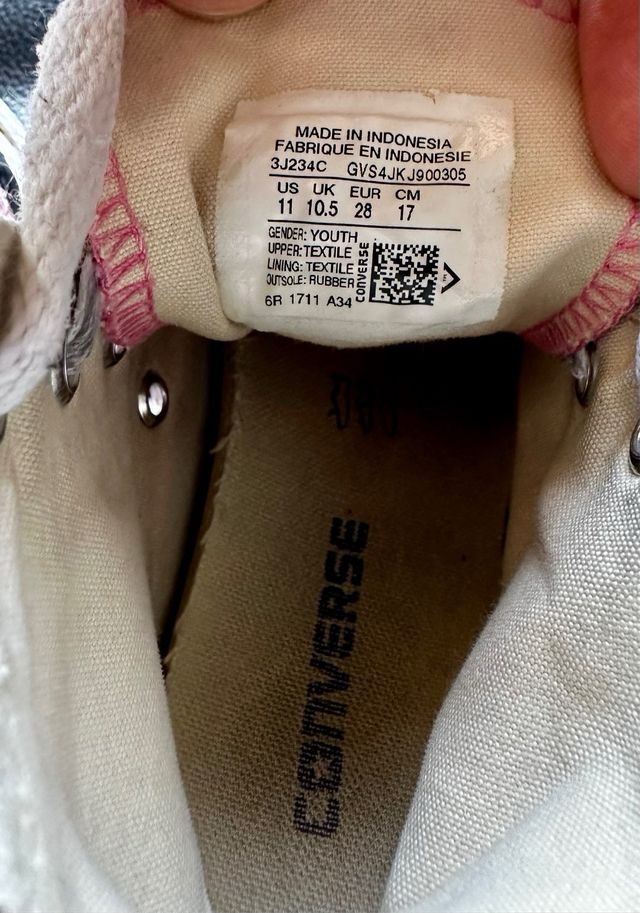 MADE IN INDONESIA
FABRIQUE EN INDONESIE
3J234C GVS4JKJ900305
US UK EUR CM
11 10.5 28 17
GENDER: YOUTH
UPPER: TEXTILE
LINING: TEXTILE
OUTSOLE: RUBBER
CONVERSE
TM
6R 1711 A34
CONVERSE